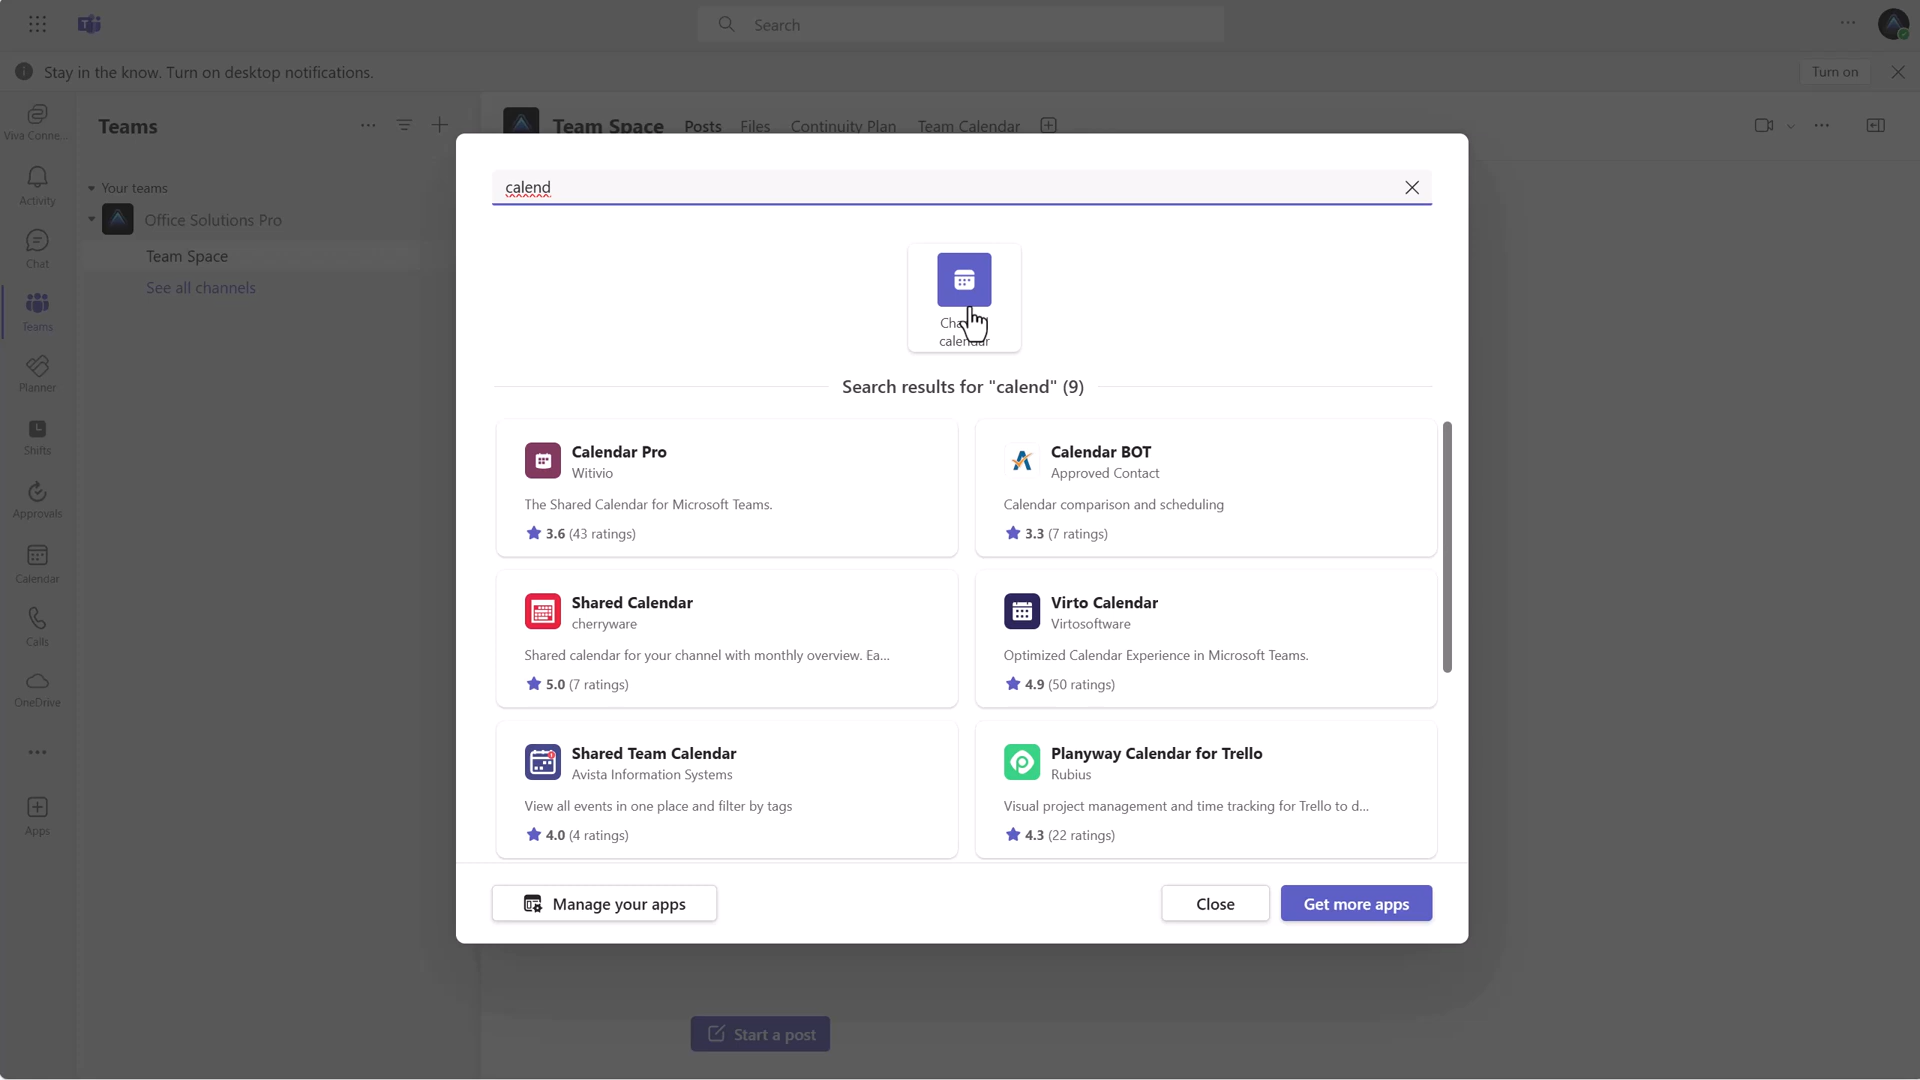 Search
Stay in the know. Turn on desktop notifications.
Turn on
Viva Conne...
Activity
Chat
Teams
Planner
Shifts
Approvals
Calendar
Calls
OneDrive
Apps
Teams
Your teams
Office Solutions Pro
Team Space
See all channels
Team Space Posts Files Continuity Plan Team Calendar
calend
calendar
Search results for "calend" (9)
Calendar Pro
Witivio
The Shared Calendar for Microsoft Teams.
3.6 (43 ratings)
Calendar BOT
Approved Contact
Calendar comparison and scheduling
3.3 (7 ratings)
Shared Calendar
cherryware
Shared calendar for your channel with monthly overview. Ea...
5.0 (7 ratings)
Virto Calendar
Virtosoftware
Optimized Calendar Experience in Microsoft Teams.
4.9 (50 ratings)
Shared Team Calendar
Avista Information Systems
View all events in one place and filter by tags
4.0 (4 ratings)
Planyway Calendar for Trello
Rubius
Visual project management and time tracking for Trello to d...
4.3 (22 ratings)
Manage your apps
Close
Get more apps
Start a post